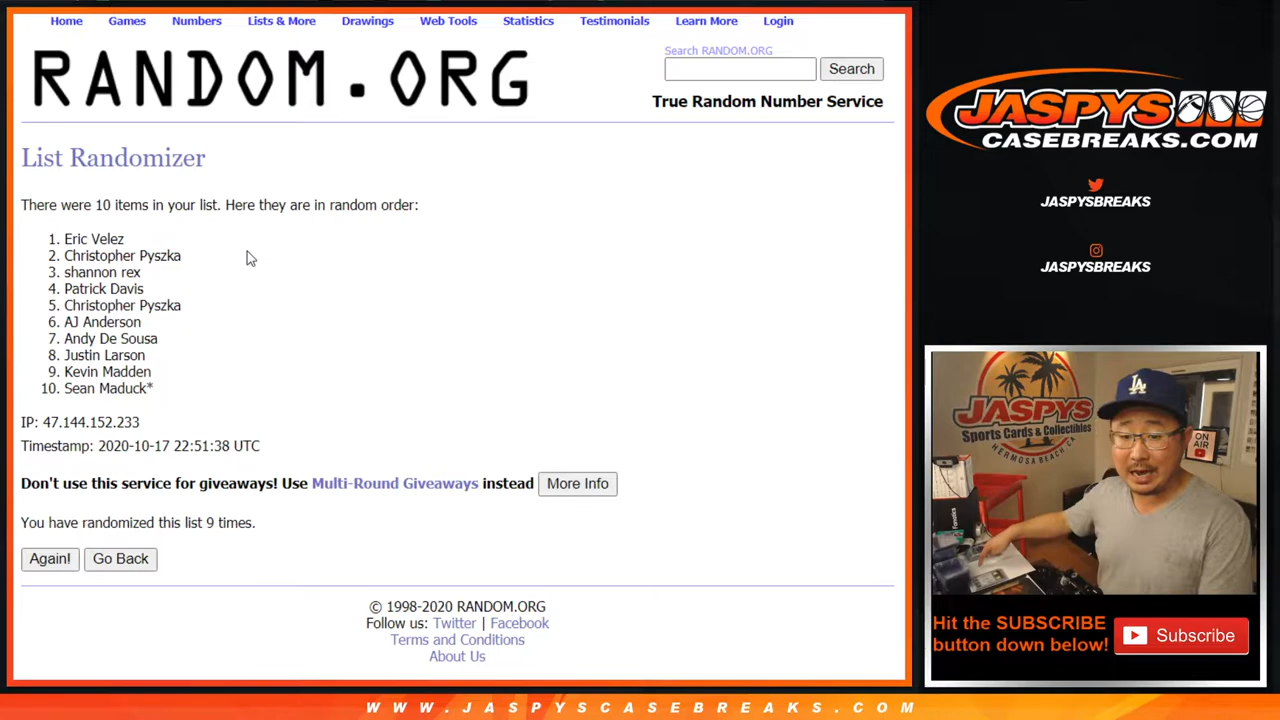 Home Games Numbers Lists & More Drawings Web Tools Statistics Testimonials Learn More Login
RANDOM.ORG
Search RANDOM.ORG
Search
True Random Number Service
List Randomizer
There were 10 items in your list. Here they are in random order:
1. Eric Velez
2. Christopher Pyszka
3. shannon rex
4. Patrick Davis
5. Christopher Pyszka
6. AJ Anderson
7. Andy De Sousa
8. Justin Larson
9. Kevin Madden
10. Sean Maduck*
IP: 47.144.152.233
Timestamp: 2020-10-17 22:51:38 UTC
Don't use this service for giveaways! Use Multi-Round Giveaways instead More Info
You have randomized this list 9 times.
Again! Go Back
© 1998-2020 RANDOM.ORG
Follow us: Twitter | Facebook
Terms and Conditions
About Us
JASPYS
CASEBREAKS.COM
JASPYSBREAKS
JASPYSBREAKS
JASPYS
Sports Cards & Collectibles
HERMOSA BEACH, CA
ON AIR
LA
Fanatics
Hit the SUBSCRIBE
button down below!
Subscribe
WWW.JASPYSCASEBREAKS.COM